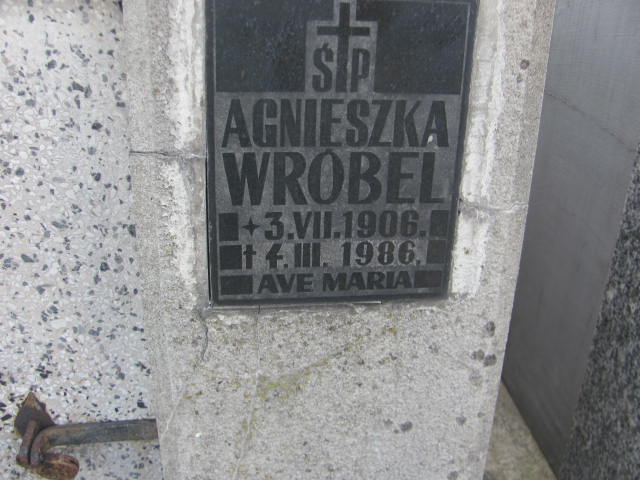 ŚP
AGNIESZKA
WRÓBEL
3.VII.1906.
4.III. 1986.
AVE MARIA